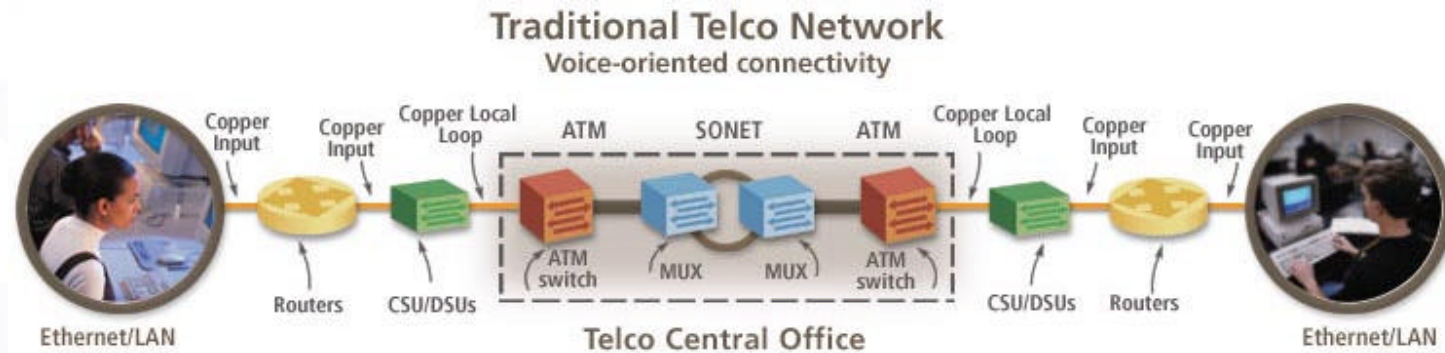 Traditional Telco Network
Voice-oriented connectivity
Copper
Input
Copper
Input
Copper Local
Loop
ATM
SONET
ATM
Copper Local
Loop
Copper
Input
Copper
Input
ATM
switch
MUX
MUX
ATM
switch
Routers
CSU/DSUs
CSU/DSUs
Routers
Ethernet/LAN
Telco Central Office
Ethernet/LAN